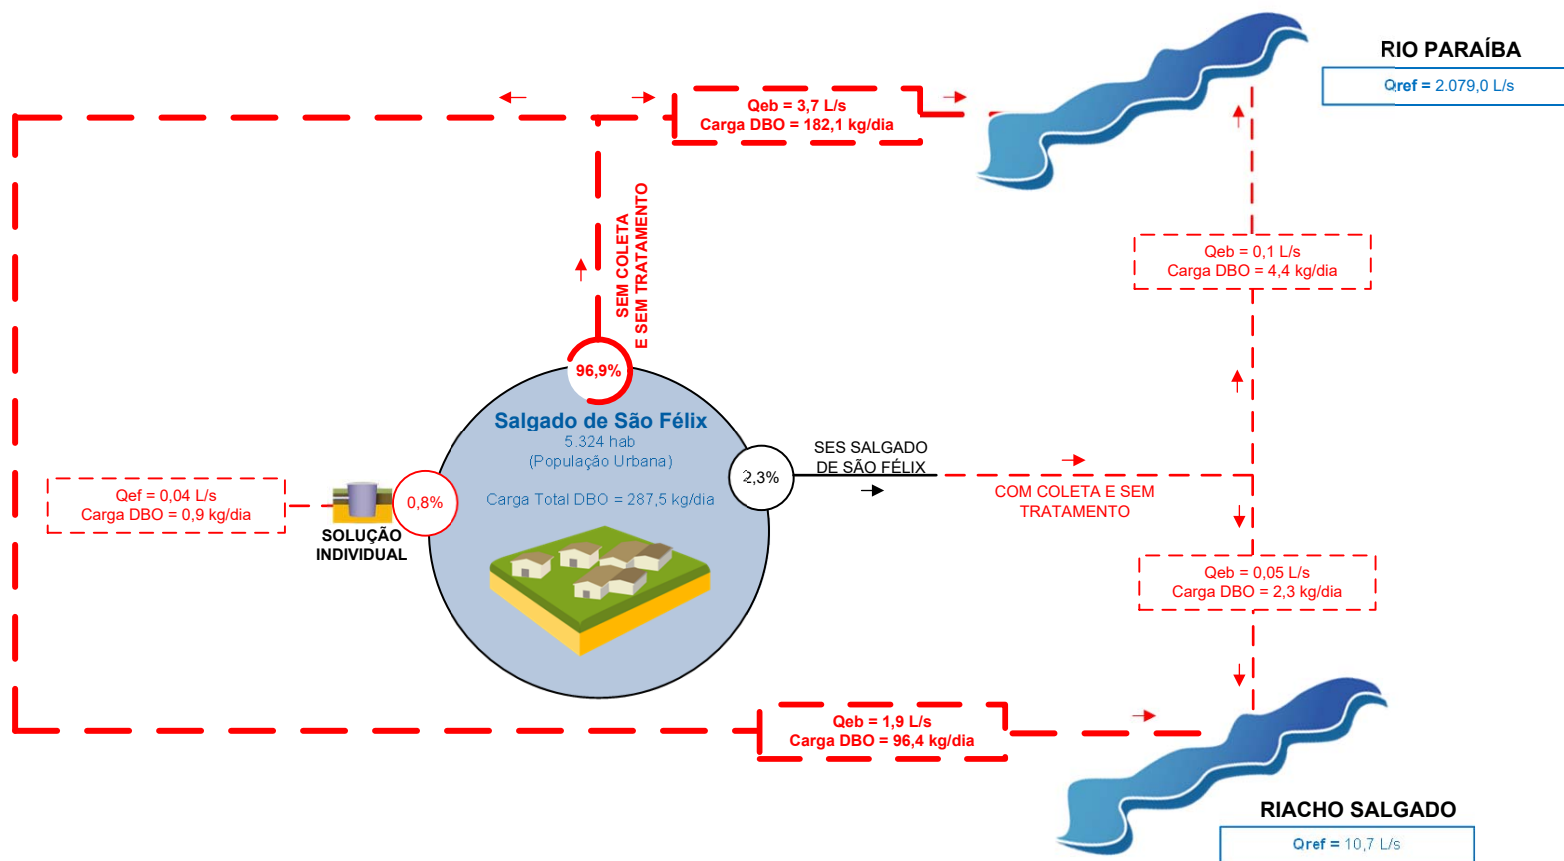 RIO PARAÍBA
Qref = 2.079,0 L/s
Qeb = 3,7 L/s
Carga DBO = 182,1 kg/dia
SEM COLETA
E SEM TRATAMENTO
Qeb = 0,1 L/s
Carga DBO = 4,4 kg/dia
96,9%
Salgado de São Félix
5.324 hab
(População Urbana)
Carga Total DBO = 287,5 kg/dia
2,3%
SES SALGADO
DE SÃO FÉLIX
COM COLETA E SEM
TRATAMENTO
0,8%
Qef = 0,04 L/s
Carga DBO = 0,9 kg/dia
SOLUÇÃO
INDIVIDUAL
Qeb = 0,05 L/s
Carga DBO = 2,3 kg/dia
Qeb = 1,9 L/s
Carga DBO = 96,4 kg/dia
RIACHO SALGADO
Qref = 10,7 L/s